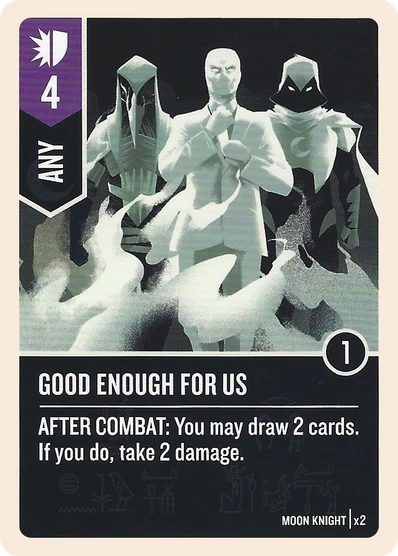 4
ANY
1
GOOD ENOUGH FOR US
AFTER COMBAT: You may draw 2 cards.
If you do, take 2 damage.
MOON KNIGHT | x2